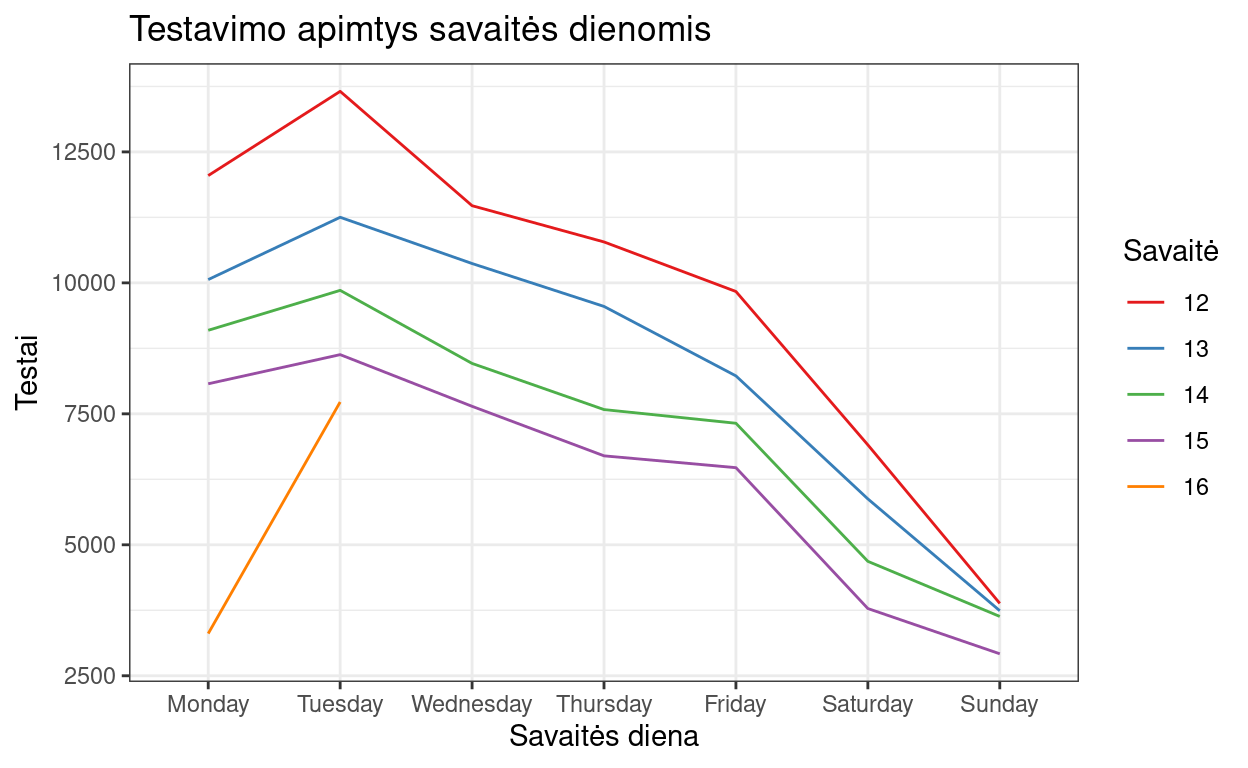 Testavimo apimtys savaitės dienomis
Testai
12500
10000
7500
5000
2500
Monday Tuesday Wednesday Thursday Friday Saturday Sunday
Savaitės diena
Savaitė
12
13
14
15
16